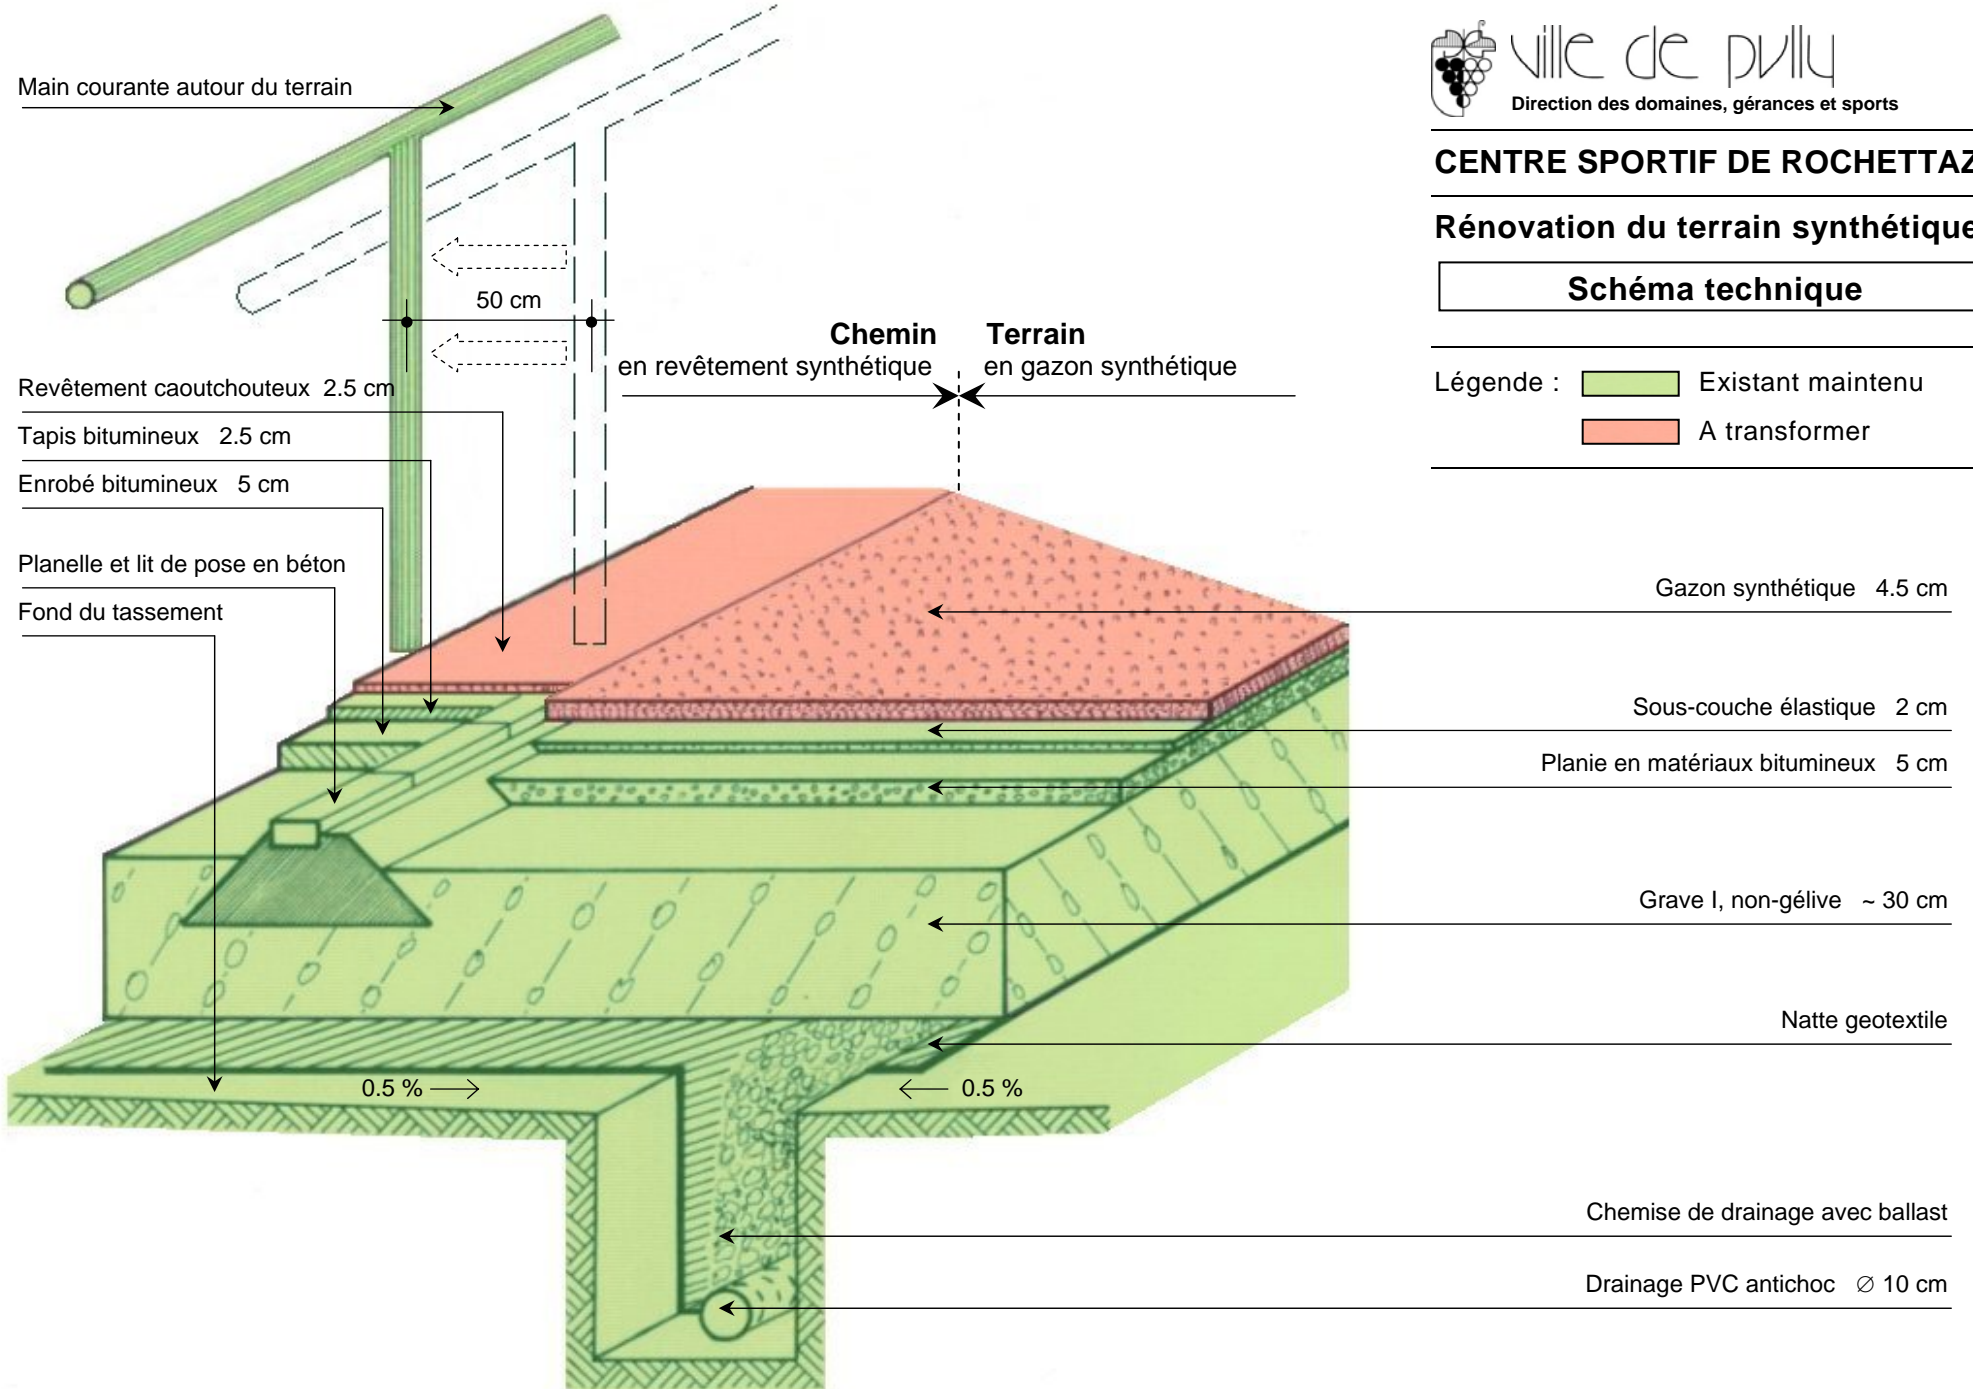 ville de pully
Direction des domaines, gérances et sports
CENTRE SPORTIF DE ROCHETTAZ
Rénovation du terrain synthétique
Schéma technique
Légende :
Existant maintenu
A transformer
Main courante autour du terrain
50 cm
Chemin
en revêtement synthétique
Terrain
en gazon synthétique
Revêtement caoutchouteux 2.5 cm
Tapis bitumineux 2.5 cm
Enrobé bitumineux 5 cm
Planelle et lit de pose en béton
Fond du tassement
Gazon synthétique 4.5 cm
Sous-couche élastique 2 cm
Planie en matériaux bitumineux 5 cm
Grave I, non-gélive ~ 30 cm
Natte geotextile
0.5 % →
← 0.5 %
Chemise de drainage avec ballast
Drainage PVC antichoc ∅ 10 cm